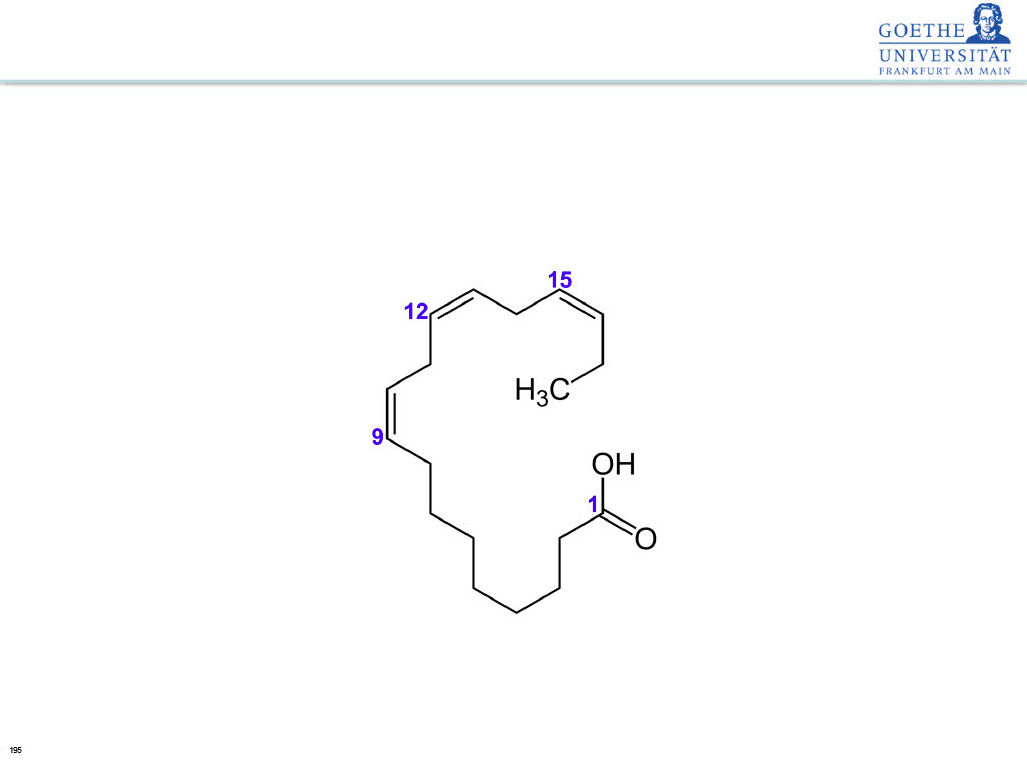 GOETHE
UNIVERSITÄT
FRANKFURT AM MAIN
15
12
H3C
9
OH
1
O
195